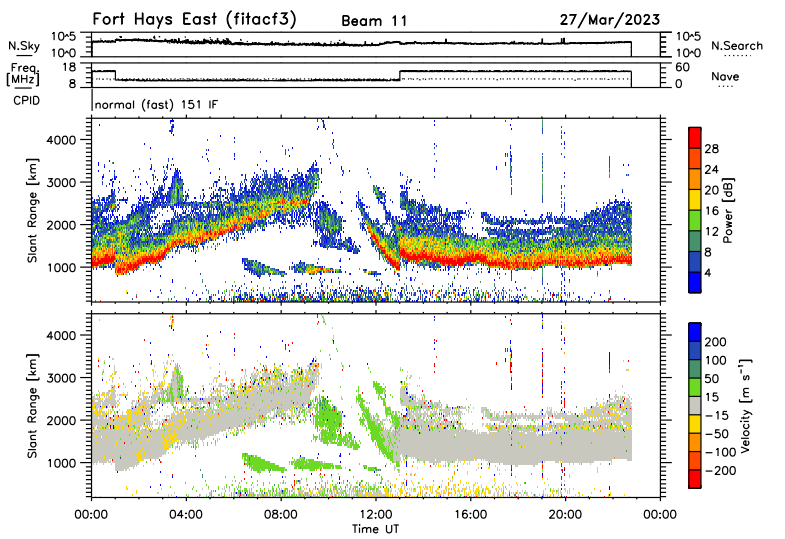 Fort Hays East (fitacf3)
Beam 11
27/Mar/2023
N.Sky
10^5
10^0
10^5
10^0
N.Search
Freq.
[MHz]
18
8
60
0
Nave
CPID
normal (fast) 151 IF
4000
3000
2000
1000
Slant Range [km]
28
24
20
16
12
8
4
Power [dB]
4000
3000
2000
1000
Slant Range [km]
200
100
50
15
-15
-50
-100
-200
Velocity [m s⁻¹]
00:00 04:00 08:00 12:00 16:00 20:00 00:00
Time UT